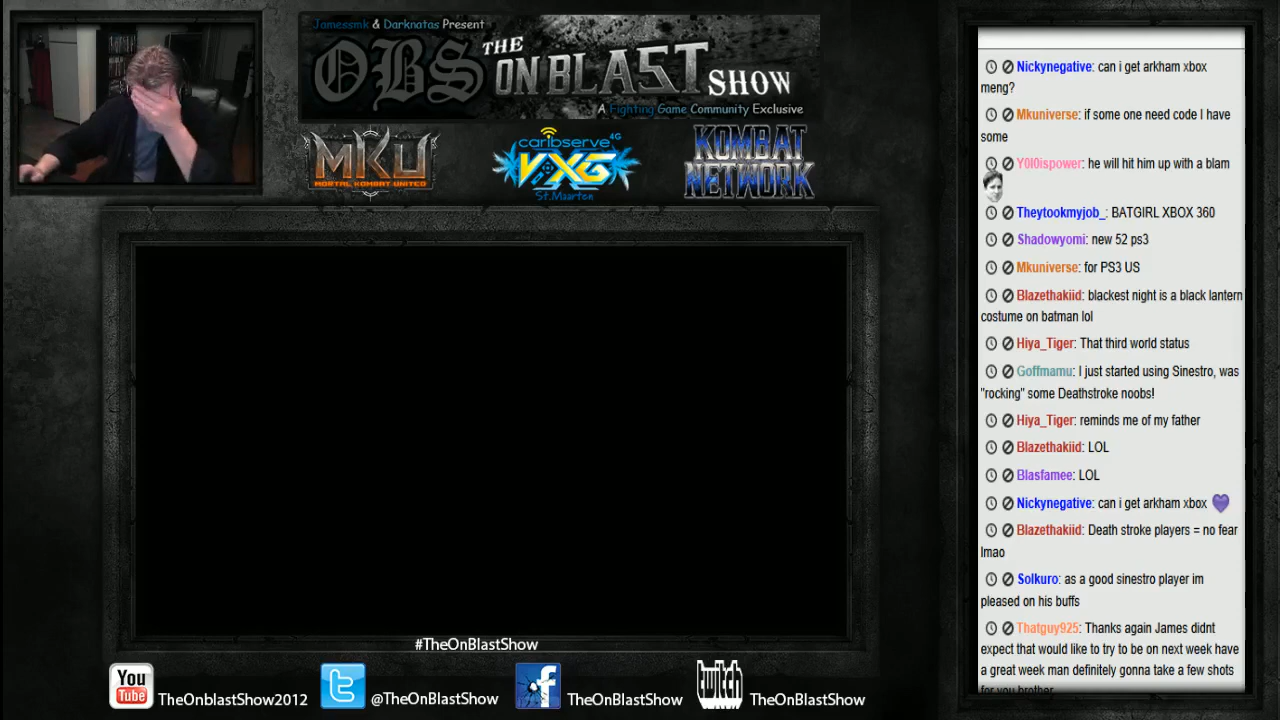 Jamessmk & Darknatas Present
OBS THE ON BLAST SHOW
A Fighting Game Community Exclusive
MKU
MORTAL KOMBAT UNITED
caribserve 4G
VXG
St.Maarten
KOMBAT
NETWORK
Nickynegative: can i get arkham xbox
meng?
Mkuniverse: if some one need code I have
some
Y0l0ispower: he will hit him up with a blam
Theytookmyjob_: BATGIRL XBOX 360
Shadowyomi: new 52 ps3
Mkuniverse: for PS3 US
Blazethakiid: blackest night is a black lantern
costume on batman lol
Hiya_Tiger: That third world status
Goffmamu: I just started using Sinestro, was
"rocking" some Deathstroke noobs!
Hiya_Tiger: reminds me of my father
Blazethakiid: LOL
Blasfamee: LOL
Nickynegative: can i get arkham xbox
Blazethakiid: Death stroke players = no fear
lmao
Solkuro: as a good sinestro player im
pleased on his buffs
Thatguy925: Thanks again James didnt
expect that would like to try to be on next week have
a great week man definitely gonna take a few shots
for you brother
#TheOnBlastShow
You Tube TheOnblastShow2012
@TheOnBlastShow
f TheOnBlastShow
twitch TheOnBlastShow